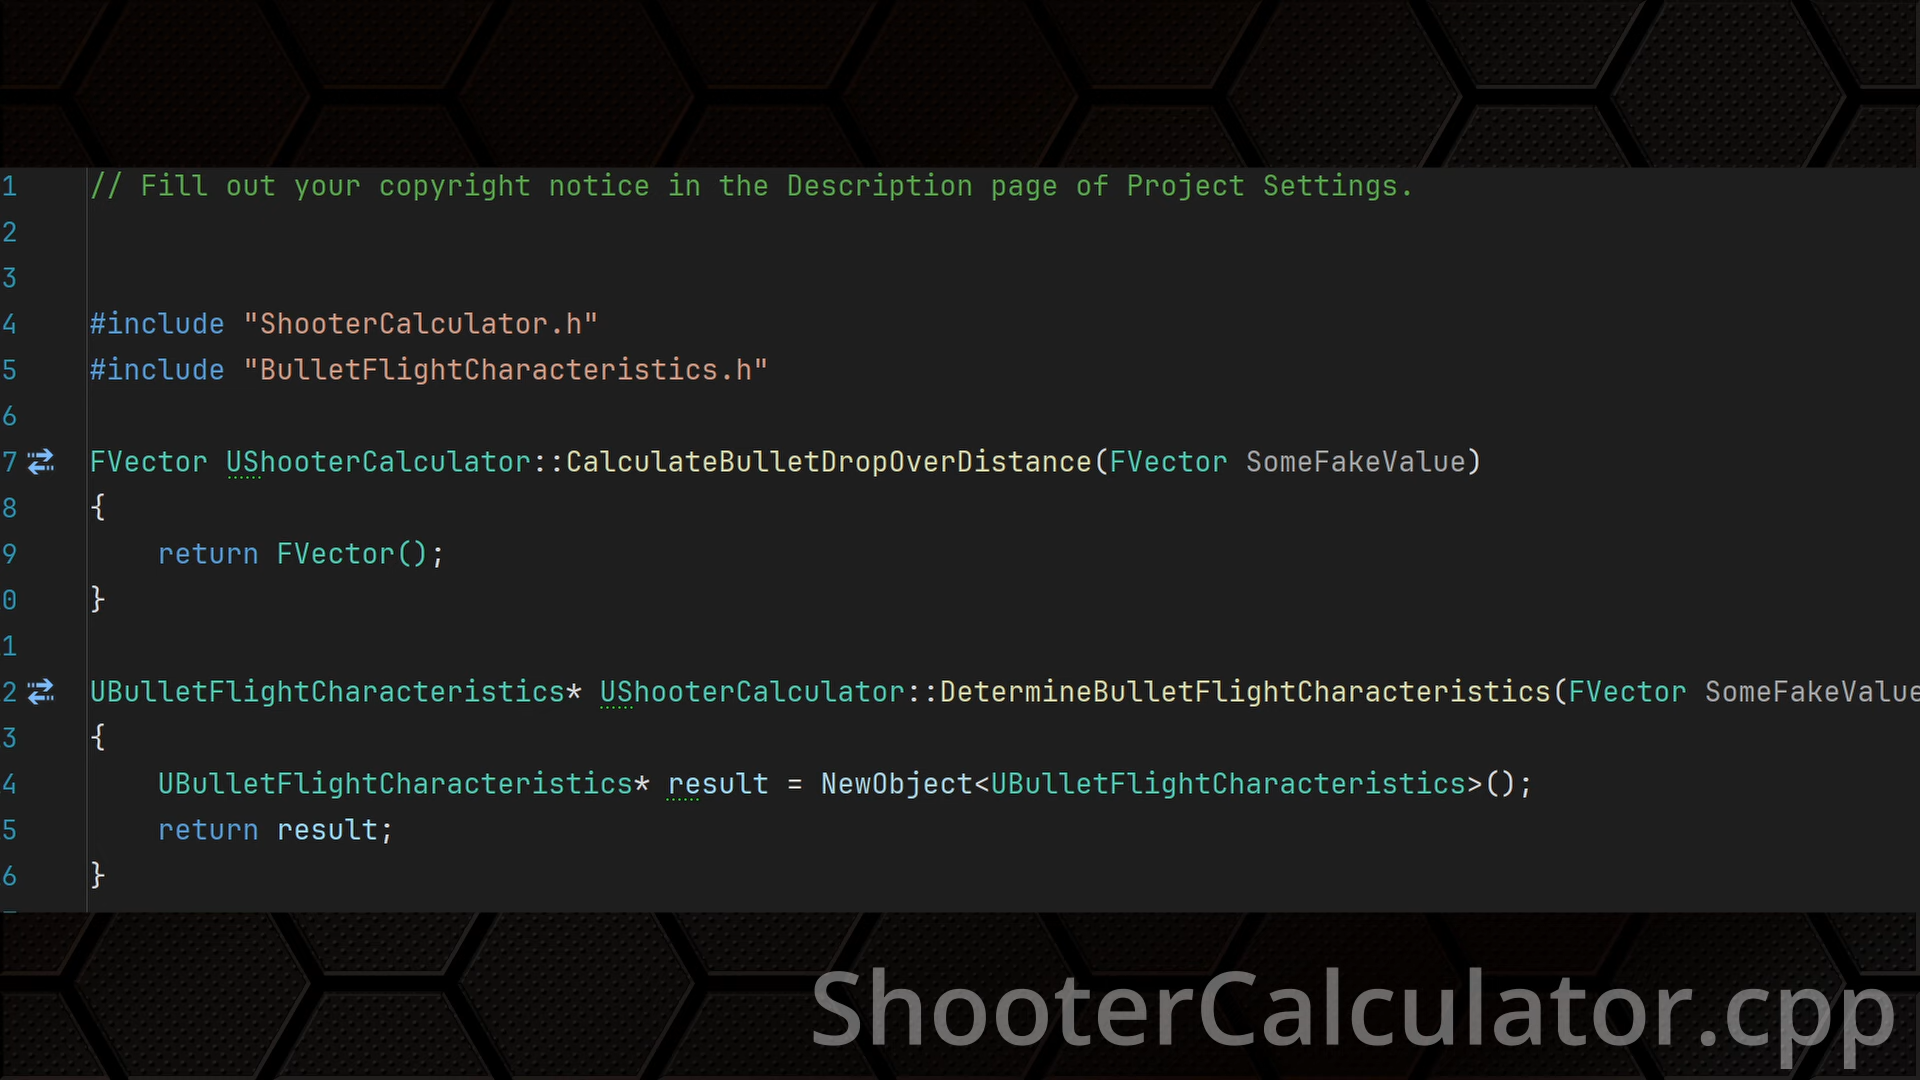 1 // Fill out your copyright notice in the Description page of Project Settings.
2
3
4 #include "ShooterCalculator.h"
5 #include "BulletFlightCharacteristics.h"
6
7 FVector UShooterCalculator::CalculateBulletDropOverDistance(FVector SomeFakeValue)
8 {
9     return FVector();
0 }
1
2 UBulletFlightCharacteristics* UShooterCalculator::DetermineBulletFlightCharacteristics(FVector SomeFakeValue
3 {
4     UBulletFlightCharacteristics* result = NewObject<UBulletFlightCharacteristics>();
5     return result;
6 }
ShooterCalculator.cpp